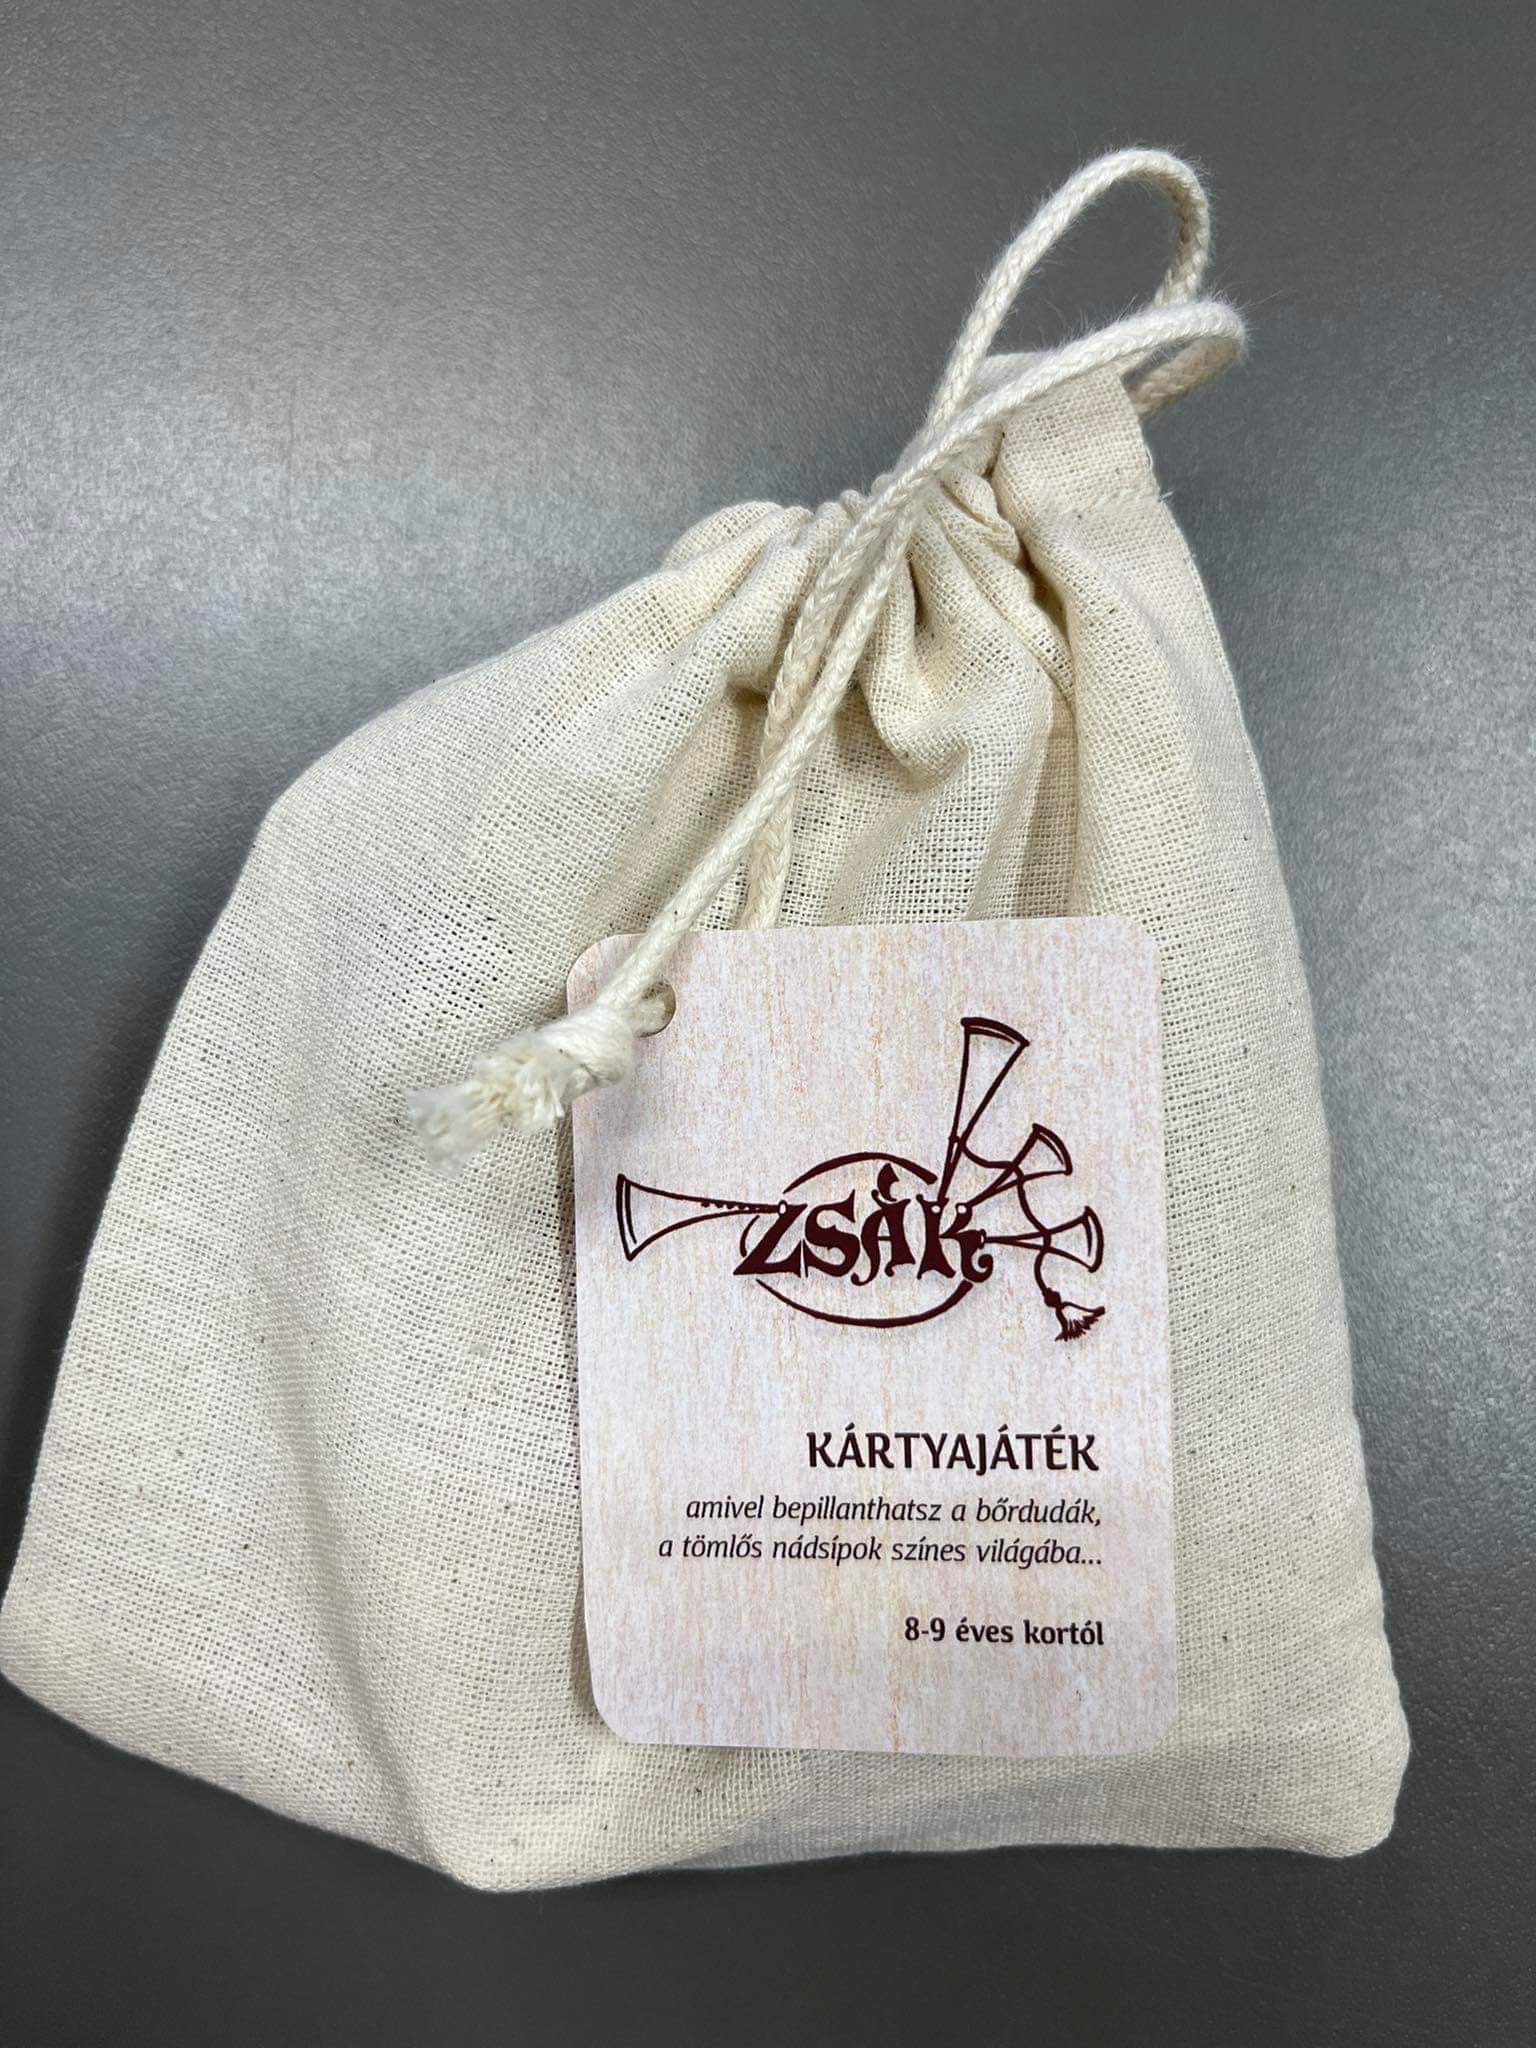 ZSÁK
KÁRTYAJÁTÉK
amivel bepillanthatsz a bőrdudák,
a tömlős nádsípok színes világába...
8-9 éves kortól